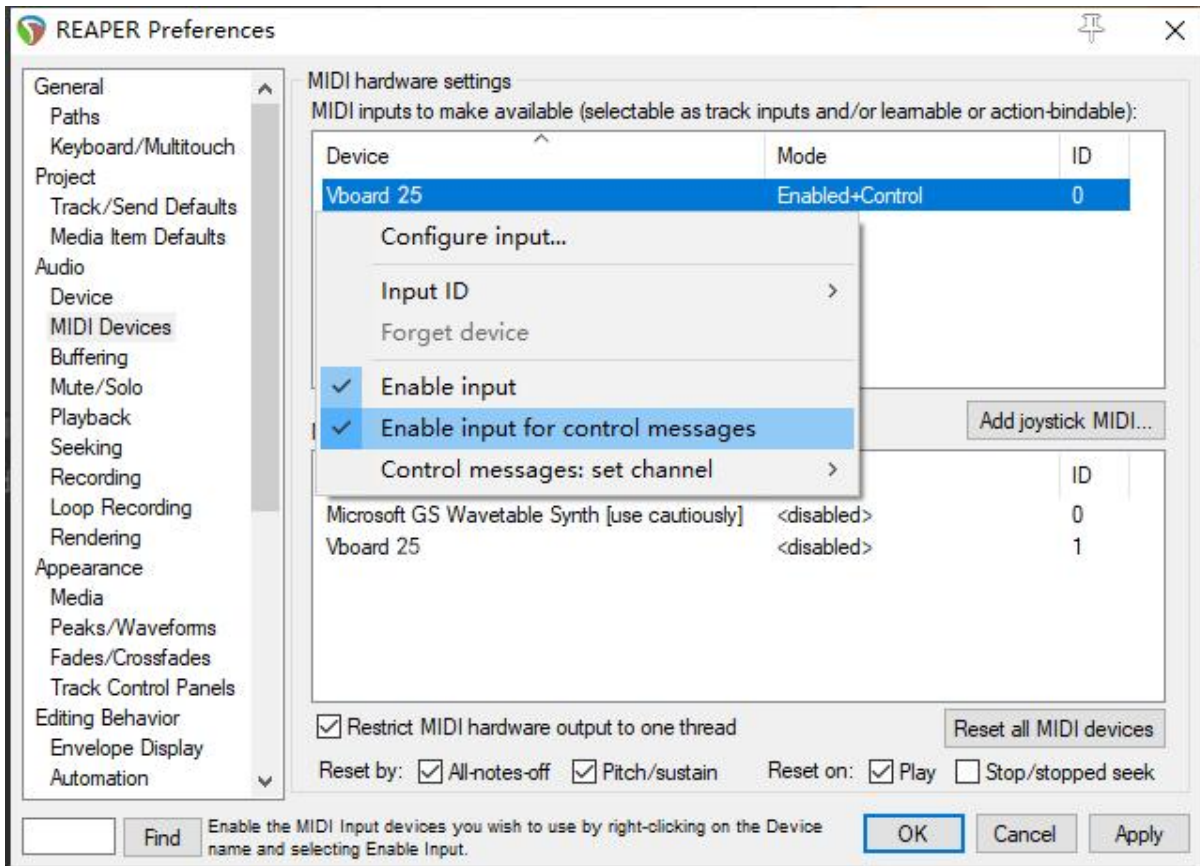 REAPER Preferences
General
Paths
Keyboard/Multitouch
Project
Track/Send Defaults
Media Item Defaults
Audio
Device
MIDI Devices
Buffering
Mute/Solo
Playback
Seeking
Recording
Loop Recording
Rendering
Appearance
Media
Peaks/Waveforms
Fades/Crossfades
Track Control Panels
Editing Behavior
Envelope Display
Automation
MIDI hardware settings
MIDI inputs to make available (selectable as track inputs and/or learnable or action-bindable):
Device Mode ID
Vboard 25 Enabled+Control 0
Configure input...
Input ID
Forget device
Enable input
Enable input for control messages
Control messages: set channel
Add joystick MIDI...
ID
Microsoft GS Wavetable Synth [use cautiously] <disabled> 0
Vboard 25 <disabled> 1
Restrict MIDI hardware output to one thread
Reset all MIDI devices
Reset by: All-notes-off Pitch/sustain Reset on: Play Stop/stopped seek
Find
Enable the MIDI Input devices you wish to use by right-clicking on the Device
name and selecting Enable Input.
OK Cancel Apply